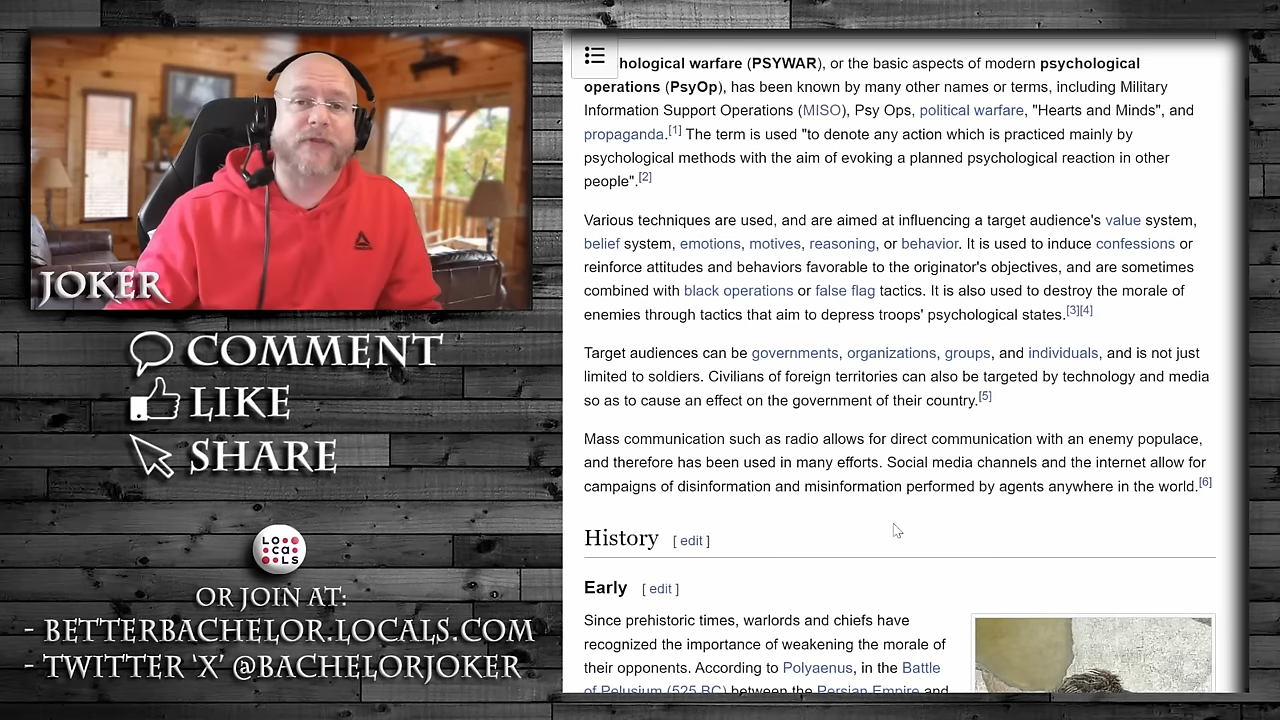 JOKER
COMMENT
LIKE
SHARE
LOCALS
OR JOIN AT:
- BETTERBACHELOR.LOCALS.COM
- TWITTER 'X' @BACHELORJOKER
hological warfare (PSYWAR), or the basic aspects of modern psychological
operations (PsyOp), has been known by many other names or terms, including Military
Information Support Operations (MISO), Psy Ops, political warfare, "Hearts and Minds", and
propaganda.[1] The term is used "to denote any action which is practiced mainly by
psychological methods with the aim of evoking a planned psychological reaction in other
people".[2]
Various techniques are used, and are aimed at influencing a target audience's value system,
belief system, emotions, motives, reasoning, or behavior. It is used to induce confessions or
reinforce attitudes and behaviors favorable to the originator's objectives, and are sometimes
combined with black operations or false flag tactics. It is also used to destroy the morale of
enemies through tactics that aim to depress troops' psychological states.[3][4]
Target audiences can be governments, organizations, groups, and individuals, and is not just
limited to soldiers. Civilians of foreign territories can also be targeted by technology and media
so as to cause an effect on the government of their country.[5]
Mass communication such as radio allows for direct communication with an enemy populace,
and therefore has been used in many efforts. Social media channels and the internet allow for
campaigns of disinformation and misinformation performed by agents anywhere in the world.[6]
History [ edit ]
Early [ edit ]
Since prehistoric times, warlords and chiefs have
recognized the importance of weakening the morale of
their opponents. According to Polyaenus, in the Battle
of Pelusium (525 BC) between the Persian Empire and